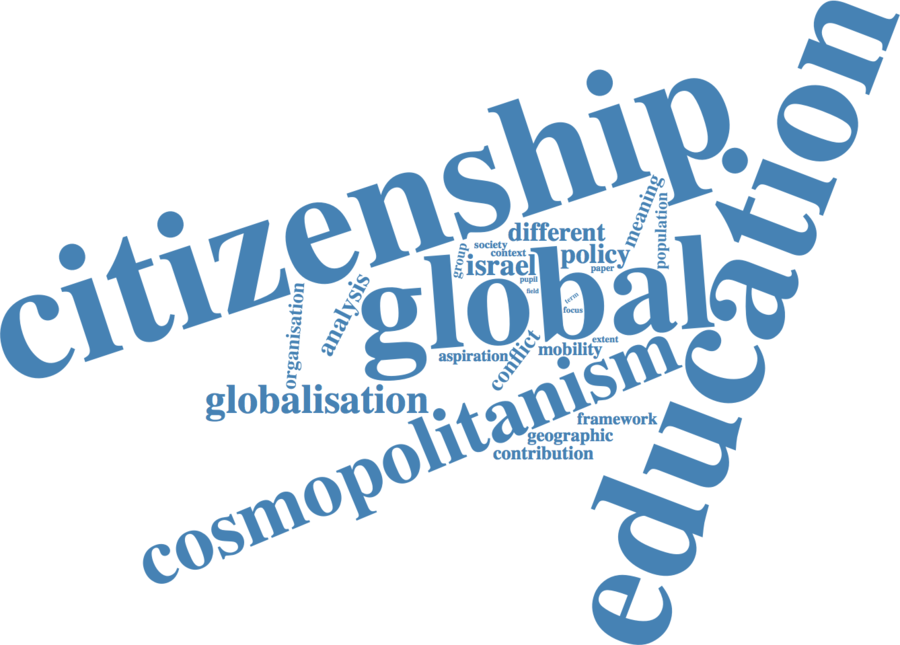 citizenship
education
global
cosmopolitanism
globalisation
different
policy
israel
meaning
population
society
context
group
paper
pupil
field
term
focus
analysis
organisation
aspiration
conflict
mobility
extent
framework
geographic
contribution